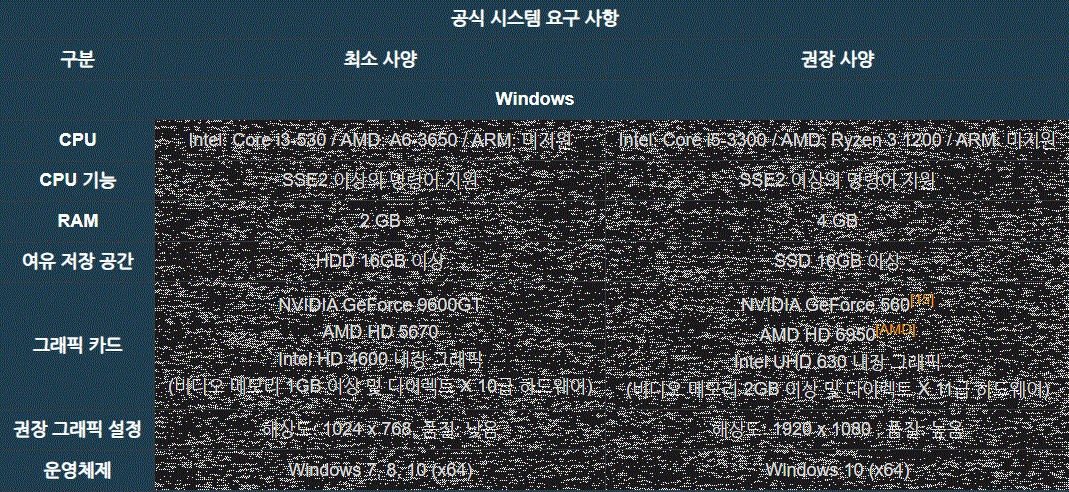 공식 시스템 요구 사항
구분 최소 사양 권장 사양
Windows
CPU Intel: Core i3-530 / AMD: A6-3650 / ARM: 미지원 Intel: Core i5-3300 / AMD: Ryzen 3 1200 / ARM: 미지원
CPU 기능 SSE2 이상의 명령어 지원 SSE2 이상의 명령어 지원
RAM 2 GB 4 GB
여유 저장 공간 HDD 16GB 이상 SSD 16GB 이상
그래픽 카드
NVIDIA GeForce 9600GT
AMD HD 5670
Intel HD 4600 내장 그래픽
(비디오 메모리 1GB 이상 및 다이렉트 X 10급 하드웨어)
NVIDIA GeForce 560
AMD HD 6950[AMD]
Intel UHD 630 내장 그래픽
(비디오 메모리 2GB 이상 및 다이렉트 X 11급 하드웨어)
권장 그래픽 설정 해상도: 1024 x 768, 품질: 낮음 해상도: 1920 x 1080 , 품질: 높음
운영체제 Windows 7, 8, 10 (x64) Windows 10 (x64)